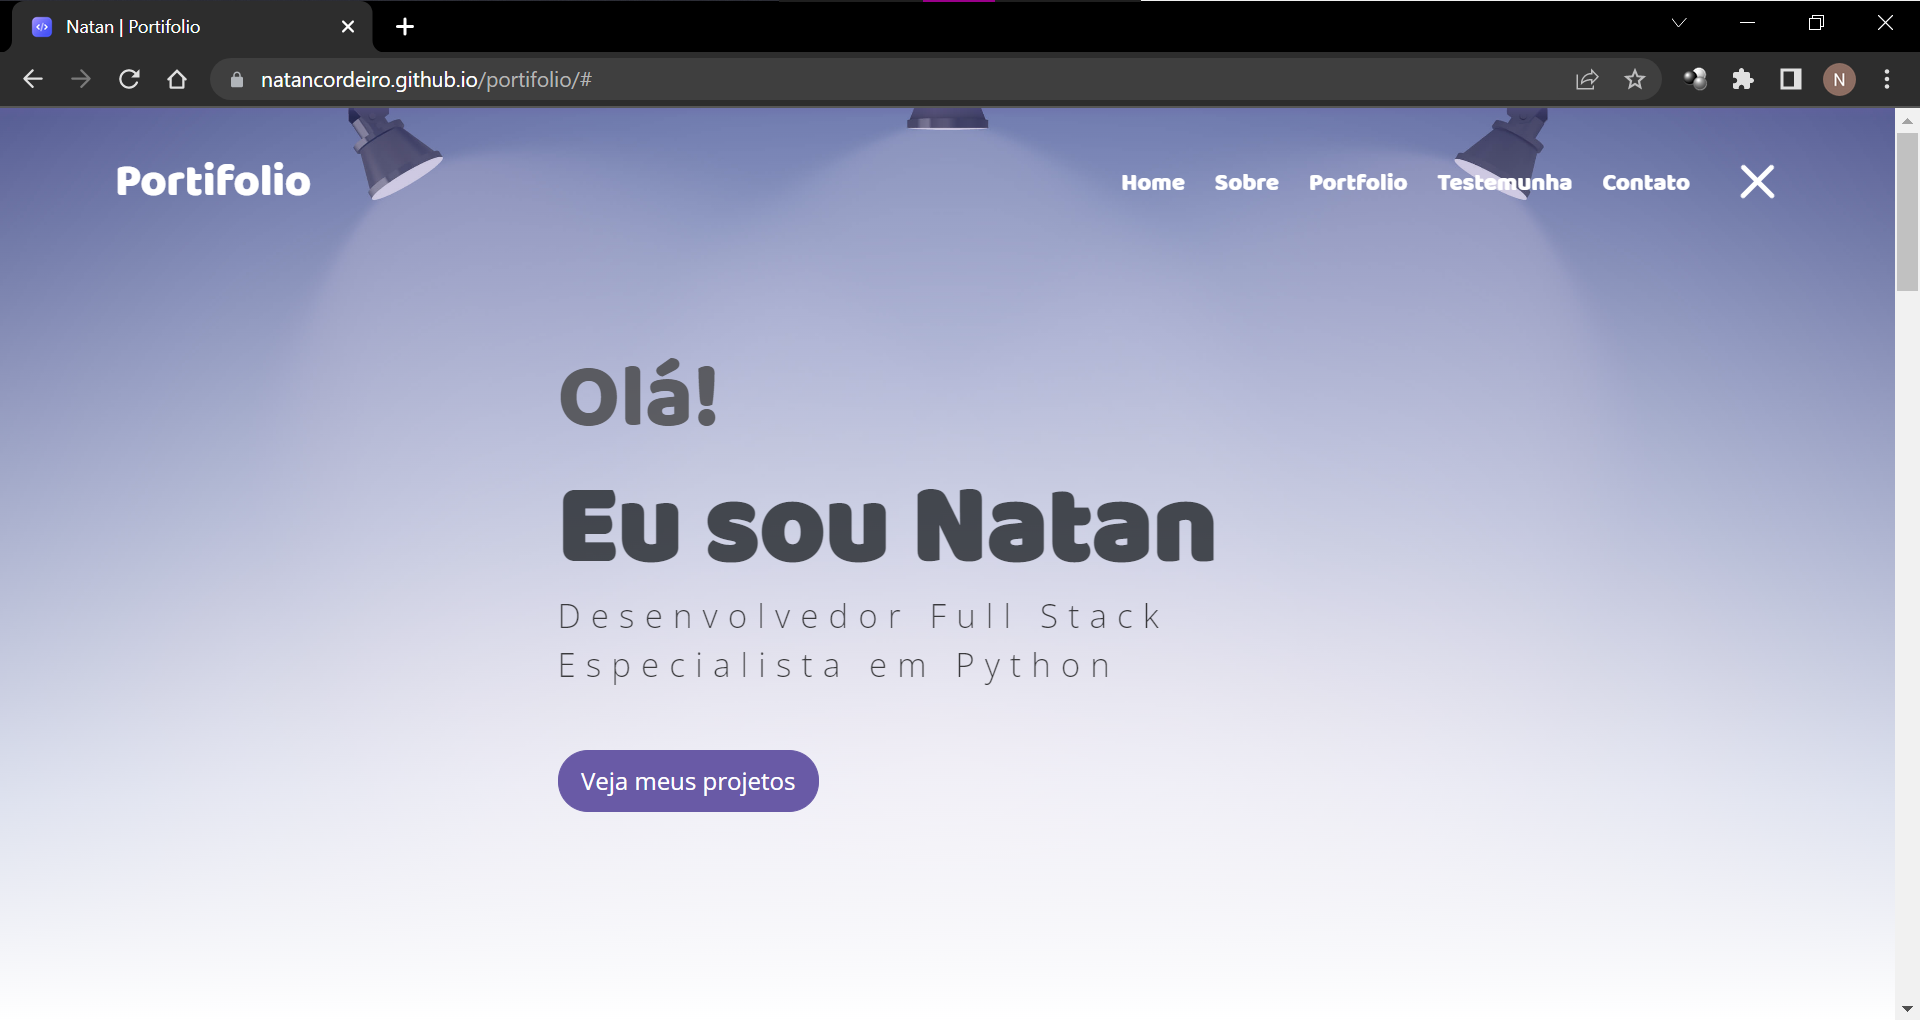 Natan | Portifolio
natancordeiro.github.io/portifolio/#
N
Portifolio
Home Sobre Portfolio Testemunha Contato
Olá!
Eu sou Natan
Desenvolvedor Full Stack
Especialista em Python
Veja meus projetos